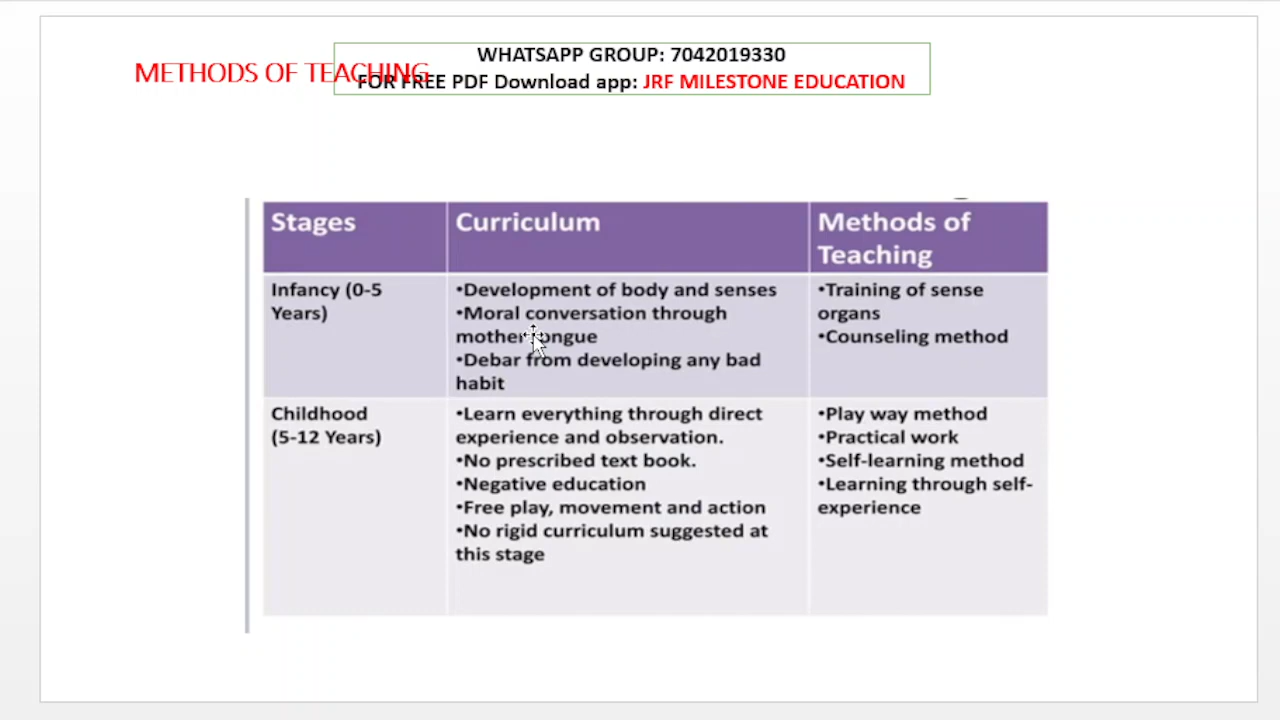 WHATSAPP GROUP: 7042019330
METHODS OF TEACHING
FOR FREE PDF Download app: JRF MILESTONE EDUCATION
Stages
Curriculum
Methods of
Teaching
Infancy (0-5
Years)
•Development of body and senses
•Moral conversation through
mother tongue
•Debar from developing any bad
habit
•Training of sense
organs
•Counseling method
Childhood
(5-12 Years)
•Learn everything through direct
experience and observation.
•No prescribed text book.
•Negative education
•Free play, movement and action
•No rigid curriculum suggested at
this stage
•Play way method
•Practical work
•Self-learning method
•Learning through self-
experience